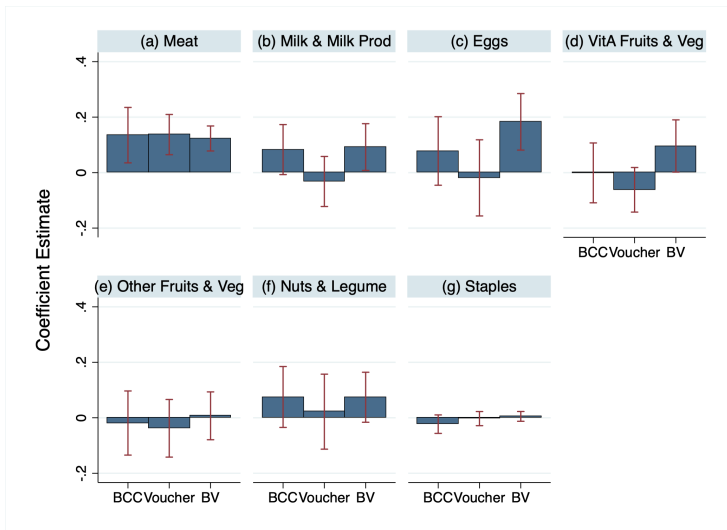 Coefficient Estimate
(a) Meat
(b) Milk & Milk Prod
(c) Eggs
(d) VitA Fruits & Veg
.4
.2
0
-.2
BCC Voucher BV
(e) Other Fruits & Veg
(f) Nuts & Legume
(g) Staples
.4
.2
0
-.2
BCC Voucher BV
BCC Voucher BV
BCC Voucher BV